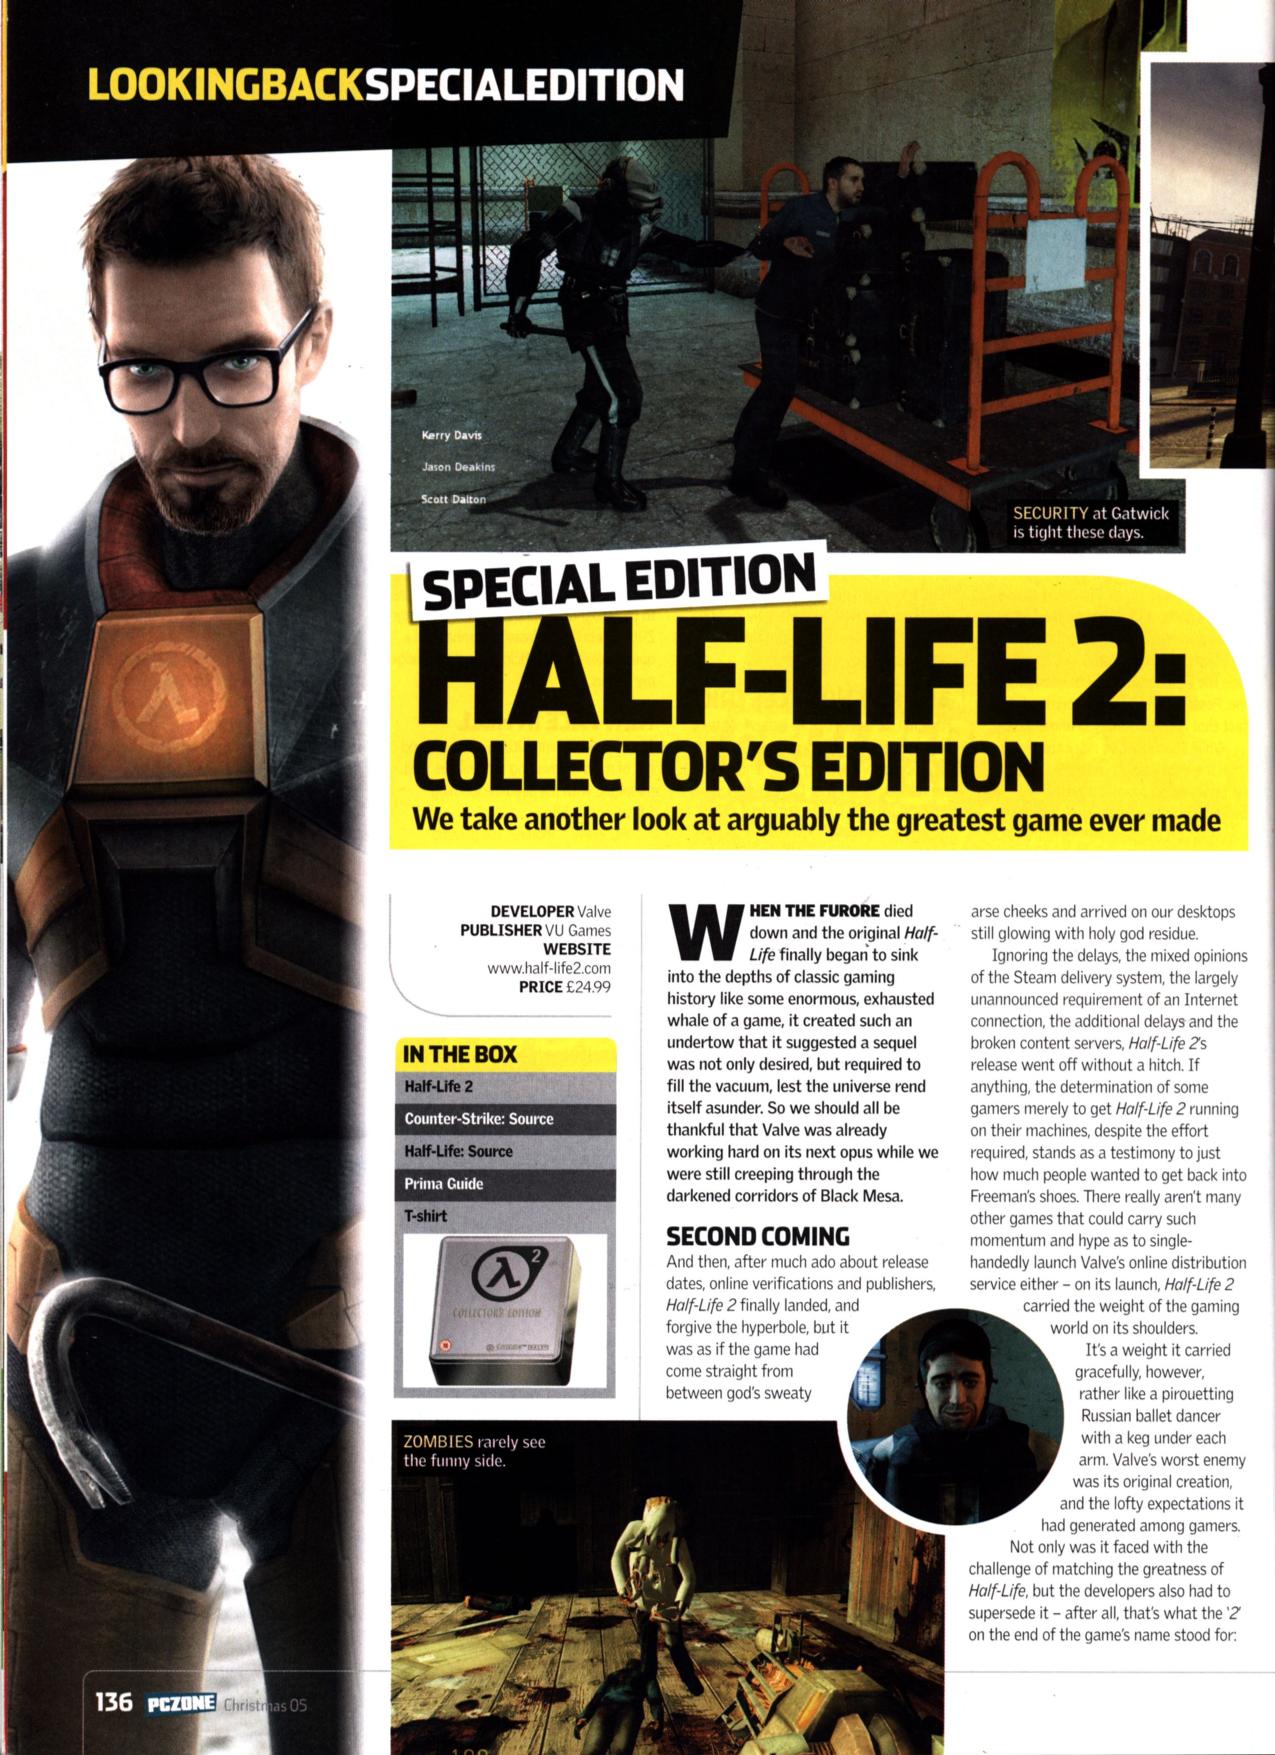 LOOKINGBACKSPECIALEDITION
Kerry Davis
Jason Deakins
Scott Dalton
SECURITY at Gatwick
is tight these days.
SPECIAL EDITION
HALF-LIFE 2:
COLLECTOR'S EDITION
We take another look at arguably the greatest game ever made
DEVELOPER Valve
PUBLISHER VU Games
WEBSITE
www.half-life2.com
PRICE £24.99
IN THE BOX
Half-Life 2
Counter-Strike: Source
Half-Life: Source
Prima Guide
T-shirt
2
COLLECTOR'S EDITION
WHEN THE FURORE died
down and the original Half-
Life finally began to sink
into the depths of classic gaming
history like some enormous, exhausted
whale of a game, it created such an
undertow that it suggested a sequel
was not only desired, but required to
fill the vacuum, lest the universe rend
itself asunder. So we should all be
thankful that Valve was already
working hard on its next opus while we
were still creeping through the
darkened corridors of Black Mesa.
SECOND COMING
And then, after much ado about release
dates, online verifications and publishers,
Half-Life 2 finally landed, and
forgive the hyperbole, but it
was as if the game had
come straight from
between god's sweaty
arse cheeks and arrived on our desktops
still glowing with holy god residue.
Ignoring the delays, the mixed opinions
of the Steam delivery system, the largely
unannounced requirement of an Internet
connection, the additional delays and the
broken content servers, Half-Life 2's
release went off without a hitch. If
anything, the determination of some
gamers merely to get Half-Life 2 running
on their machines, despite the effort
required, stands as a testimony to just
how much people wanted to get back into
Freeman's shoes. There really aren't many
other games that could carry such
momentum and hype as to single-
handedly launch Valve's online distribution
service either – on its launch, Half-Life 2
carried the weight of the gaming
world on its shoulders.
It's a weight it carried
gracefully, however,
rather like a pirouetting
Russian ballet dancer
with a keg under each
arm. Valve's worst enemy
was its original creation,
and the lofty expectations it
had generated among gamers.
Not only was it faced with the
challenge of matching the greatness of
Half-Life, but the developers also had to
supersede it – after all, that's what the '2'
on the end of the game's name stood for:
ZOMBIES rarely see
the funny side.
136 PCZONE Christmas 05